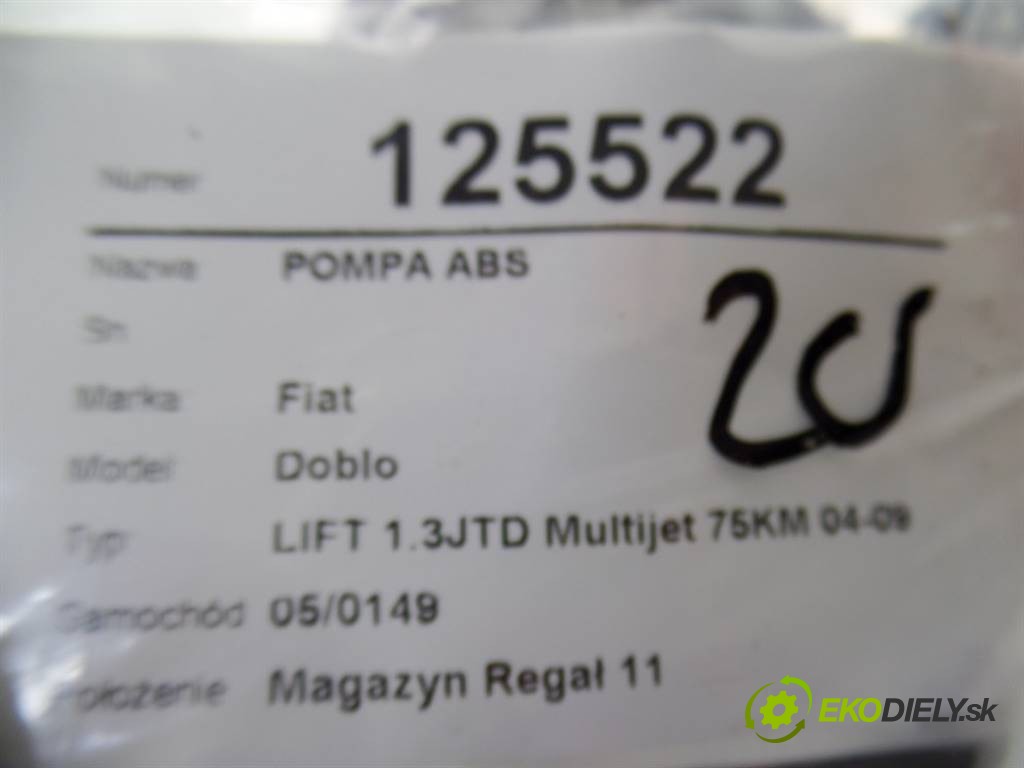 Numer 125522
Nazwa POMPA ABS
Sn
20
Marka Fiat
Model Doblo
Typ LIFT 1.3JTD Multijet 75KM 04-09
Samochód 05/0149
Położenie Magazyn Regał 11
EKODIELY.sk